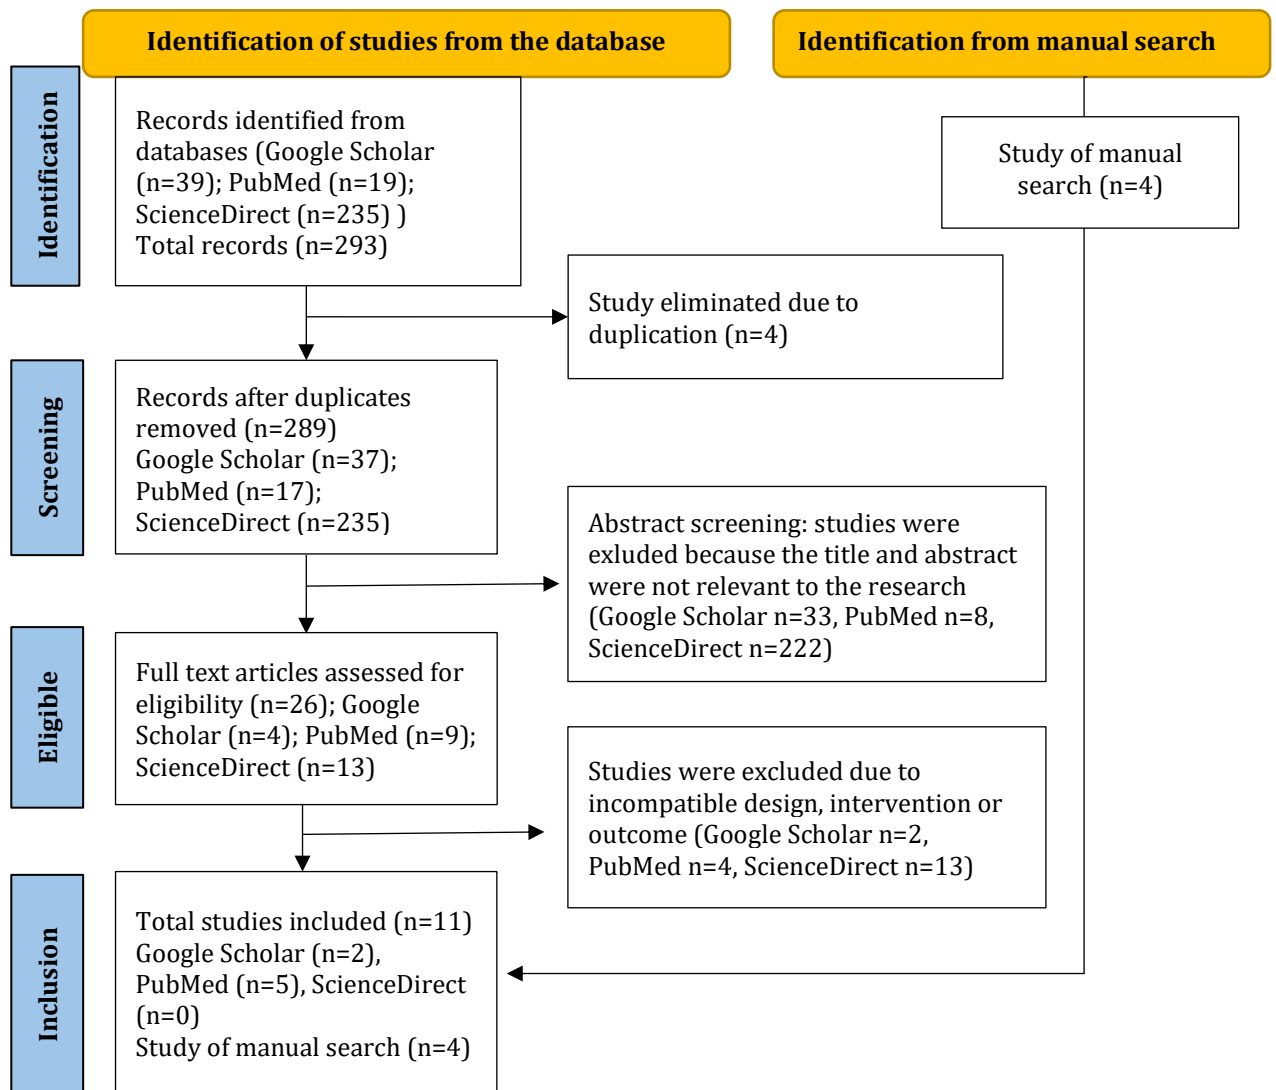 Identification of studies from the database
Identification from manual search
Identification
Records identified from
databases (Google Scholar
(n=39); PubMed (n=19);
ScienceDirect (n=235) )
Total records (n=293)
Study of manual
search (n=4)
Study eliminated due to
duplication (n=4)
Screening
Records after duplicates
removed (n=289)
Google Scholar (n=37);
PubMed (n=17);
ScienceDirect (n=235)
Abstract screening: studies were
exluded because the title and abstract
were not relevant to the research
(Google Scholar n=33, PubMed n=8,
ScienceDirect n=222)
Eligible
Full text articles assessed for
eligibility (n=26); Google
Scholar (n=4); PubMed (n=9);
ScienceDirect (n=13)
Studies were excluded due to
incompatible design, intervention or
outcome (Google Scholar n=2,
PubMed n=4, ScienceDirect n=13)
Inclusion
Total studies included (n=11)
Google Scholar (n=2),
PubMed (n=5), ScienceDirect
(n=0)
Study of manual search (n=4)